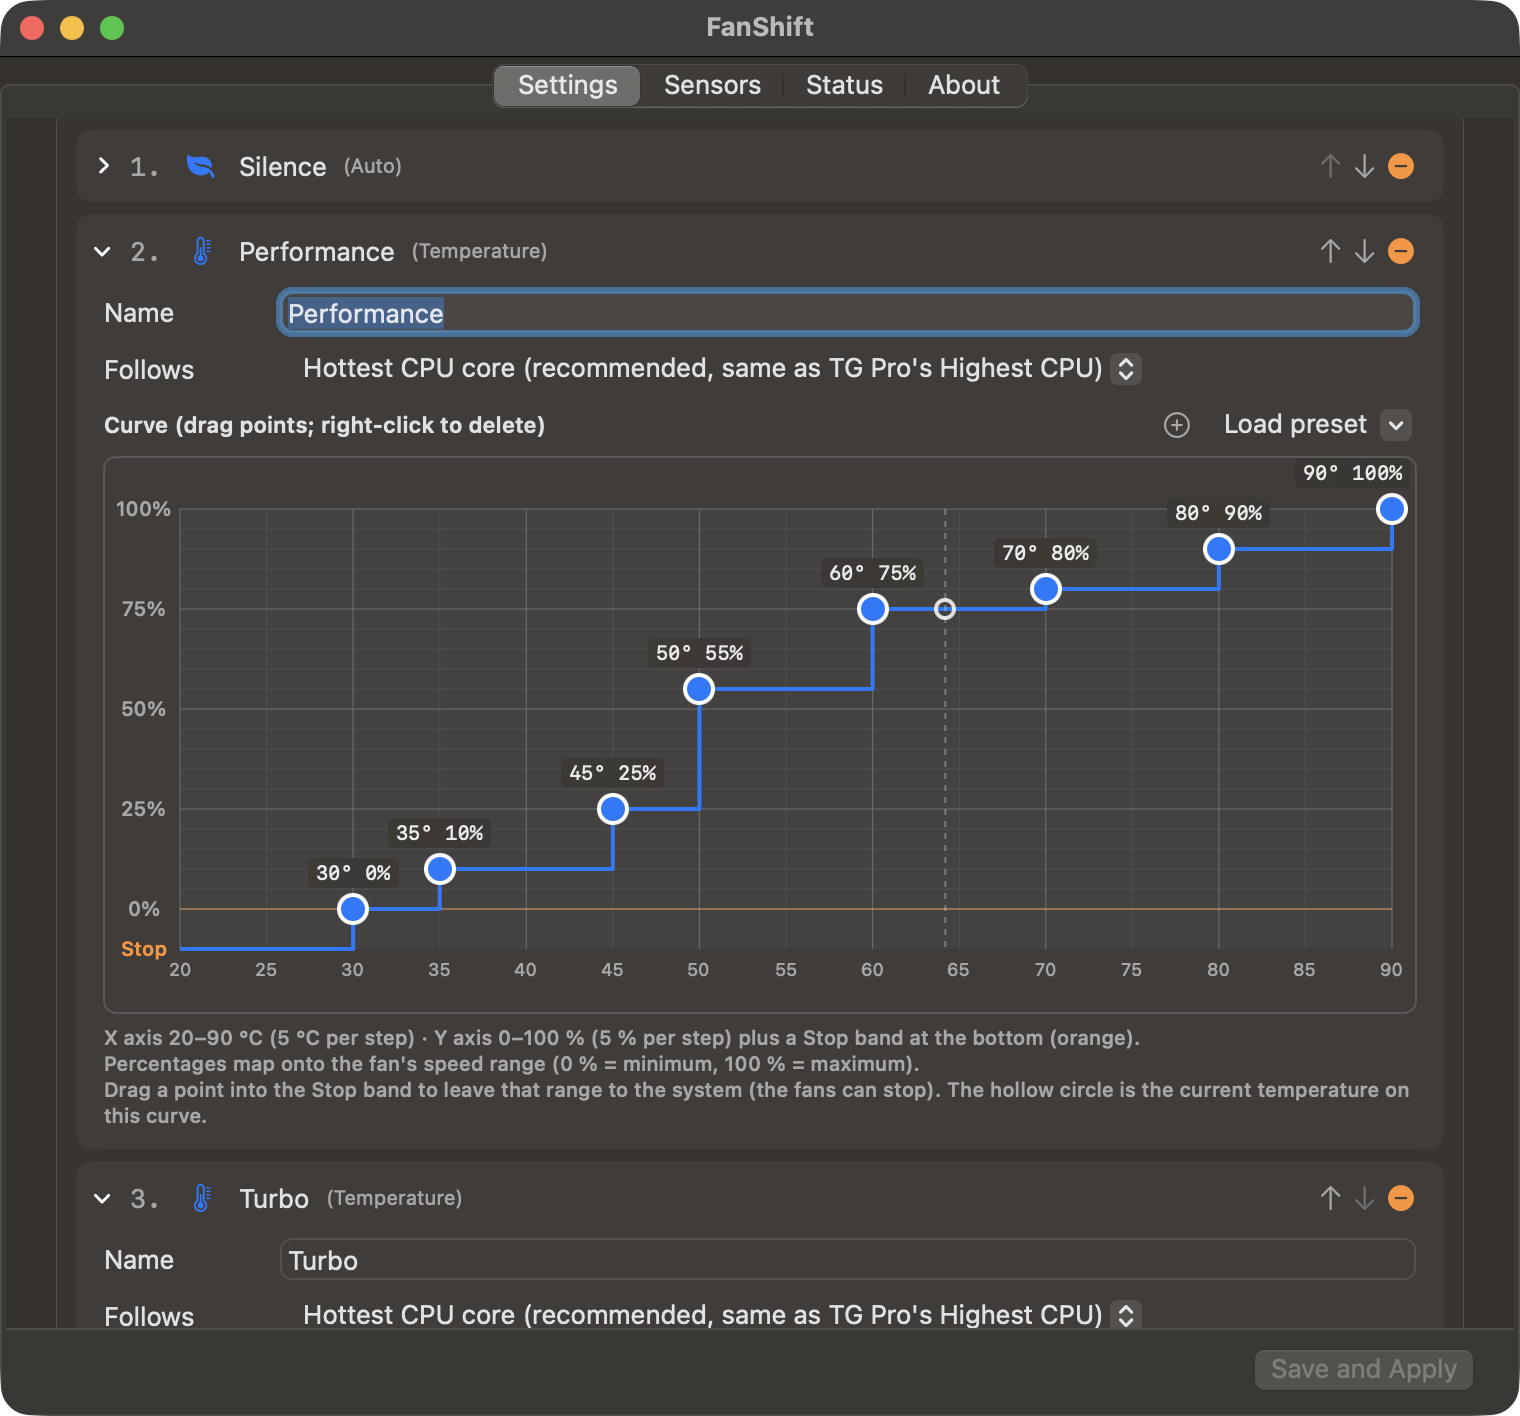 FanShift
Settings Sensors Status About
1. Silence (Auto)
2. Performance (Temperature)
Name Performance
Follows Hottest CPU core (recommended, same as TG Pro's Highest CPU)
Curve (drag points; right-click to delete) Load preset
90° 100%
100%
80° 90%
70° 80%
60° 75%
75%
50° 55%
50%
45° 25%
25%
35° 10%
30° 0%
0%
Stop
20 25 30 35 40 45 50 55 60 65 70 75 80 85 90
X axis 20–90 °C (5 °C per step) · Y axis 0–100 % (5 % per step) plus a Stop band at the bottom (orange).
Percentages map onto the fan's speed range (0 % = minimum, 100 % = maximum).
Drag a point into the Stop band to leave that range to the system (the fans can stop). The hollow circle is the current temperature on
this curve.
3. Turbo (Temperature)
Name Turbo
Follows Hottest CPU core (recommended, same as TG Pro's Highest CPU)
Save and Apply